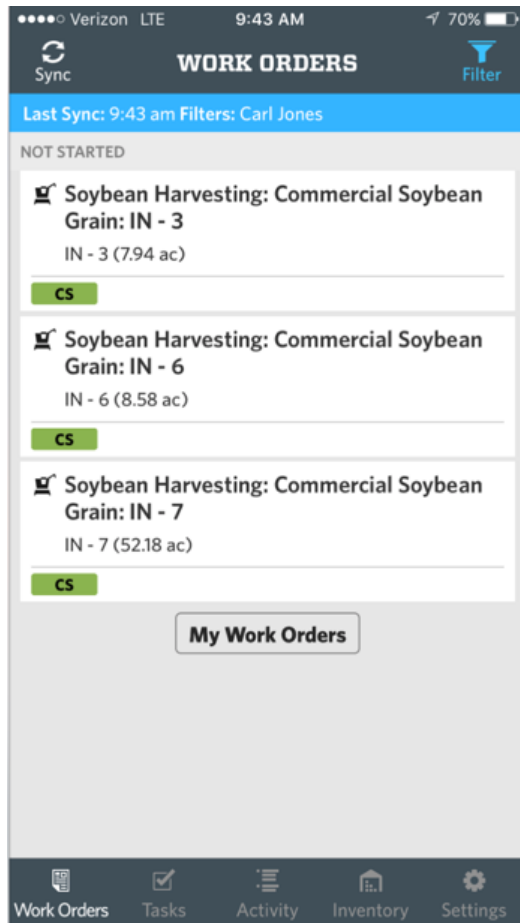 Verizon LTE 9:43 AM 70%
Sync WORK ORDERS Filter
Last Sync: 9:43 am Filters: Carl Jones
NOT STARTED
Soybean Harvesting: Commercial Soybean
Grain: IN - 3
IN - 3 (7.94 ac)
CS
Soybean Harvesting: Commercial Soybean
Grain: IN - 6
IN - 6 (8.58 ac)
CS
Soybean Harvesting: Commercial Soybean
Grain: IN - 7
IN - 7 (52.18 ac)
CS
My Work Orders
Work Orders Tasks Activity Inventory Settings